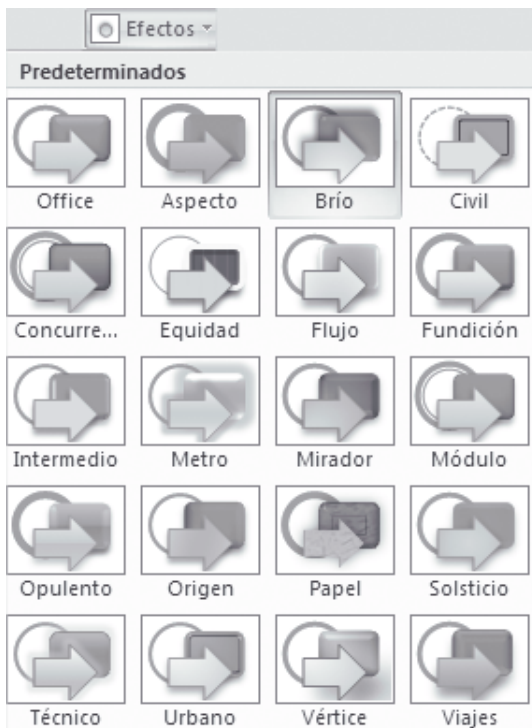 Efectos
Predeterminados
Office Aspecto Brío Civil
Concurre... Equidad Flujo Fundición
Intermedio Metro Mirador Módulo
Opulento Origen Papel Solsticio
Técnico Urbano Vértice Viajes